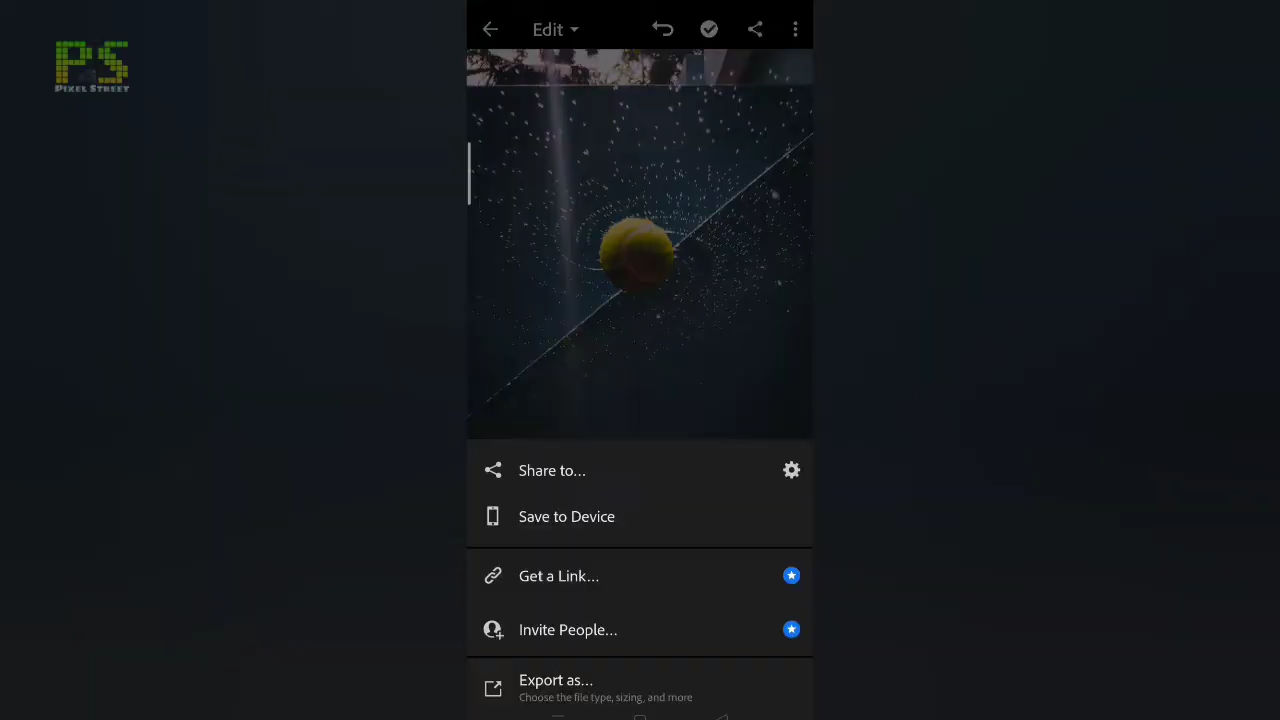 PS
PIXEL STREET
Edit
Share to...
Save to Device
Get a Link...
Invite People...
Export as...
Choose the file type, sizing, and more